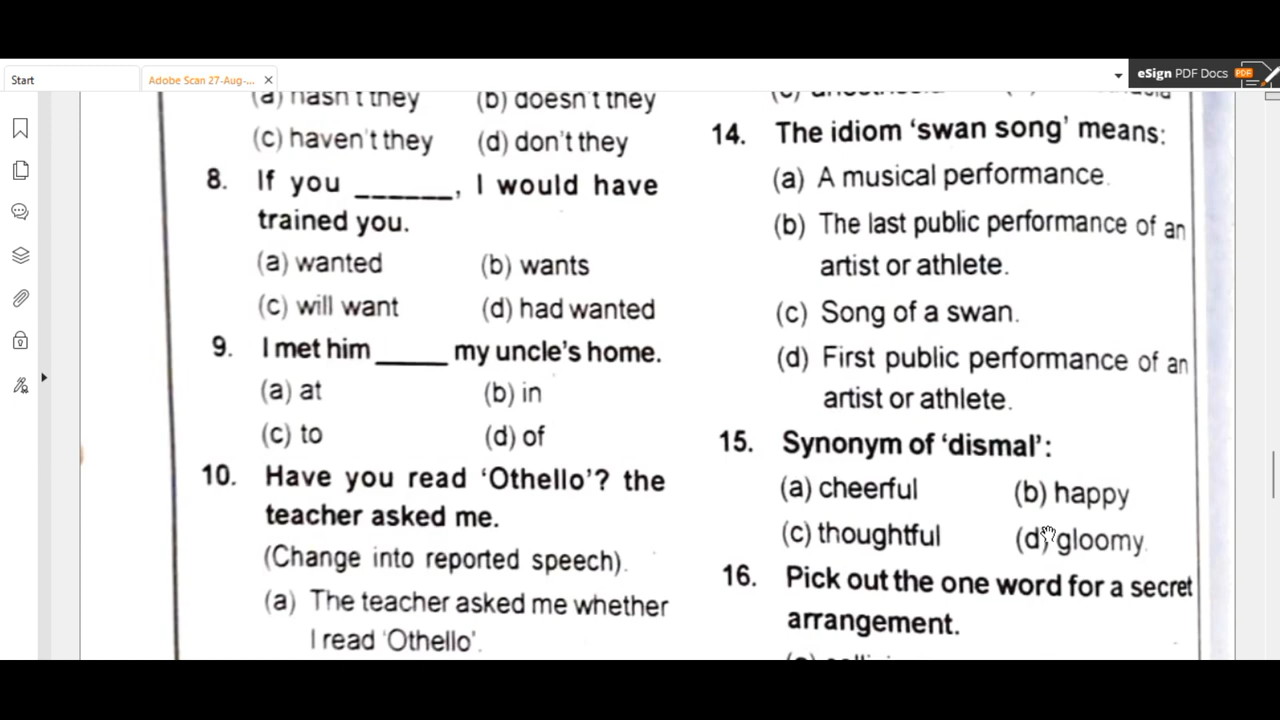 Start
Adobe Scan 27-Aug-...
eSign PDF Docs
(a) hasn't they (b) doesn't they
(c) haven't they (d) don't they
8. If you ______, I would have
trained you.
(a) wanted (b) wants
(c) will want (d) had wanted
9. I met him _____ my uncle's home.
(a) at (b) in
(c) to (d) of
10. Have you read 'Othello'? the
teacher asked me.
(Change into reported speech).
(a) The teacher asked me whether
I read 'Othello'.
14. The idiom 'swan song' means:
(a) A musical performance.
(b) The last public performance of an
artist or athlete.
(c) Song of a swan.
(d) First public performance of an
artist or athlete.
15. Synonym of 'dismal':
(a) cheerful (b) happy
(c) thoughtful (d) gloomy.
16. Pick out the one word for a secret
arrangement.